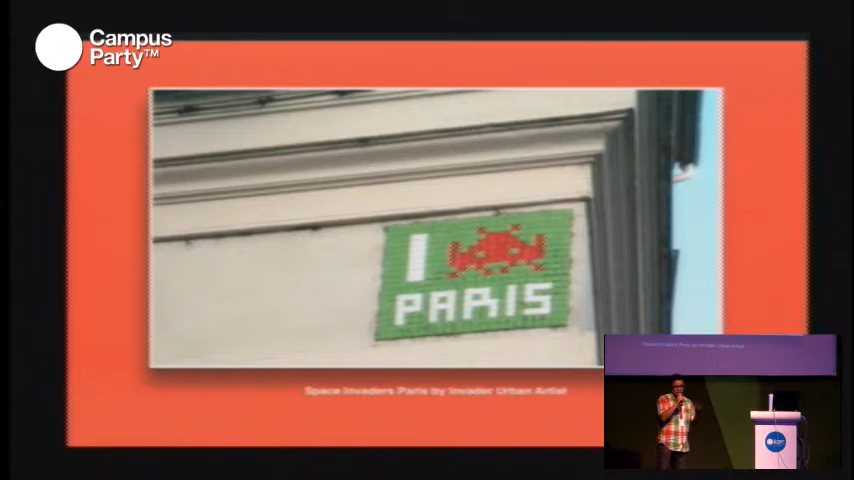 Campus
Party™
I
PARIS
Space Invaders Paris by Invader Urban Artist